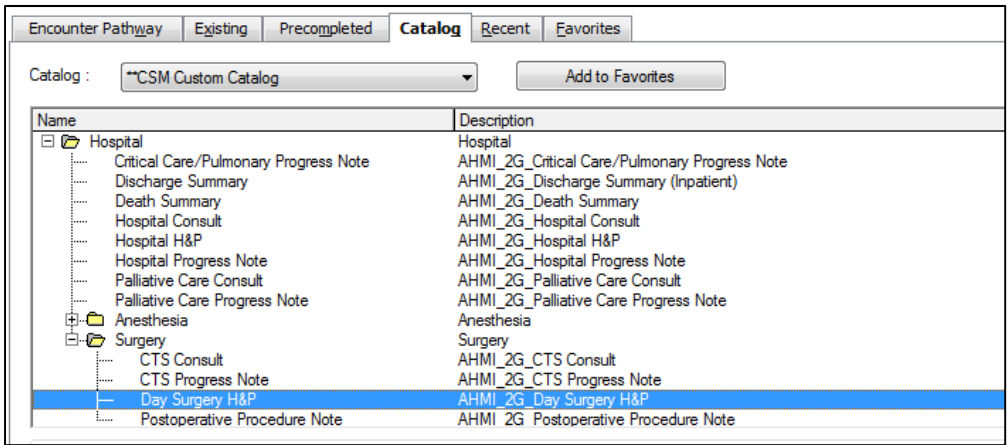 Encounter Pathway Existing Precompleted Catalog Recent Favorites
Catalog : **CSM Custom Catalog Add to Favorites
Name Description
Hospital Hospital
Critical Care/Pulmonary Progress Note AHMI_2G_Critical Care/Pulmonary Progress Note
Discharge Summary AHMI_2G_Discharge Summary (Inpatient)
Death Summary AHMI_2G_Death Summary
Hospital Consult AHMI_2G_Hospital Consult
Hospital H&P AHMI_2G_Hospital H&P
Hospital Progress Note AHMI_2G_Hospital Progress Note
Palliative Care Consult AHMI_2G_Palliative Care Consult
Palliative Care Progress Note AHMI_2G_Palliative Care Progress Note
Anesthesia Anesthesia
Surgery Surgery
CTS Consult AHMI_2G_CTS Consult
CTS Progress Note AHMI_2G_CTS Progress Note
Day Surgery H&P AHMI_2G_Day Surgery H&P
Postoperative Procedure Note AHMI_2G_Postoperative Procedure Note